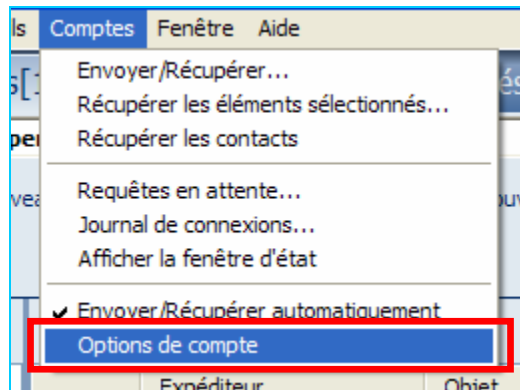 ls Comptes Fenêtre Aide
Envoyer/Récupérer...
Récupérer les éléments sélectionnés...
Récupérer les contacts
Requêtes en attente...
Journal de connexions...
Afficher la fenêtre d'état
Envoyer/Récupérer automatiquement
Options de compte
Expéditeur Objet